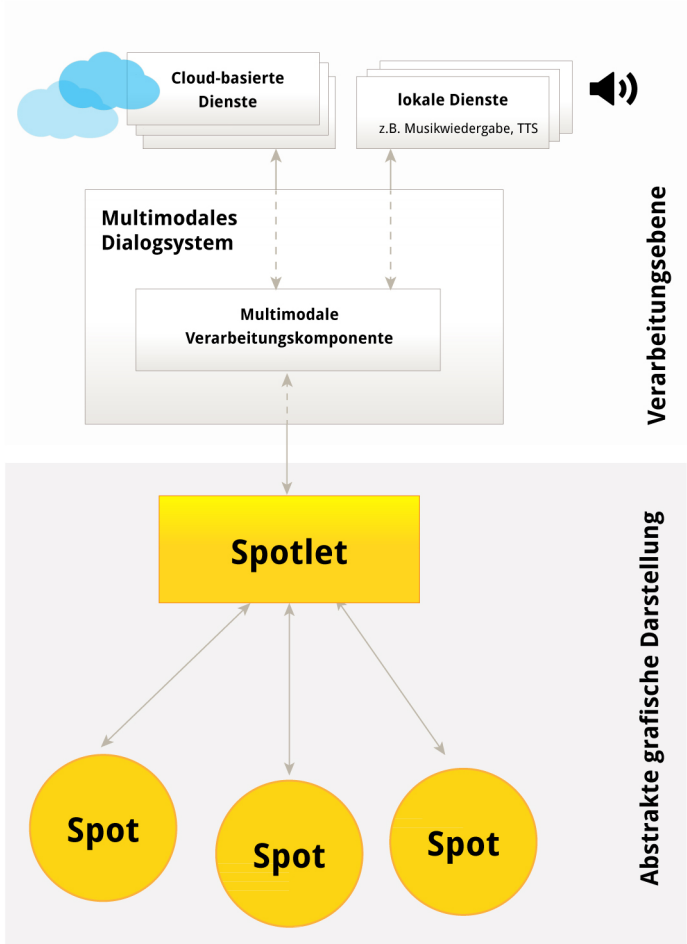 Cloud-basierte
Dienste
lokale Dienste
z.B. Musikwiedergabe, TTS
Multimodales
Dialogsystem
Multimodale
Verarbeitungskomponente
Verarbeitungsebene
Spotlet
Spot
Spot
Spot
Abstrakte grafische Darstellung